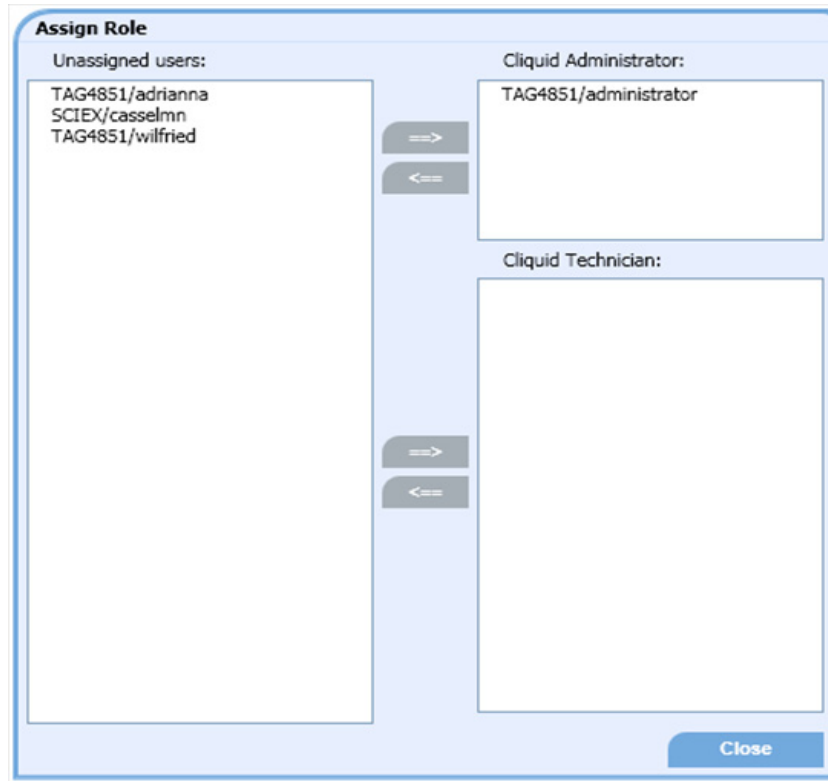 Assign Role
Unassigned users:
TAG4851/adrianna
SCIEX/casselmn
TAG4851/wilfried
==>
<==
Cliquid Administrator:
TAG4851/administrator
Cliquid Technician:
==>
<==
Close